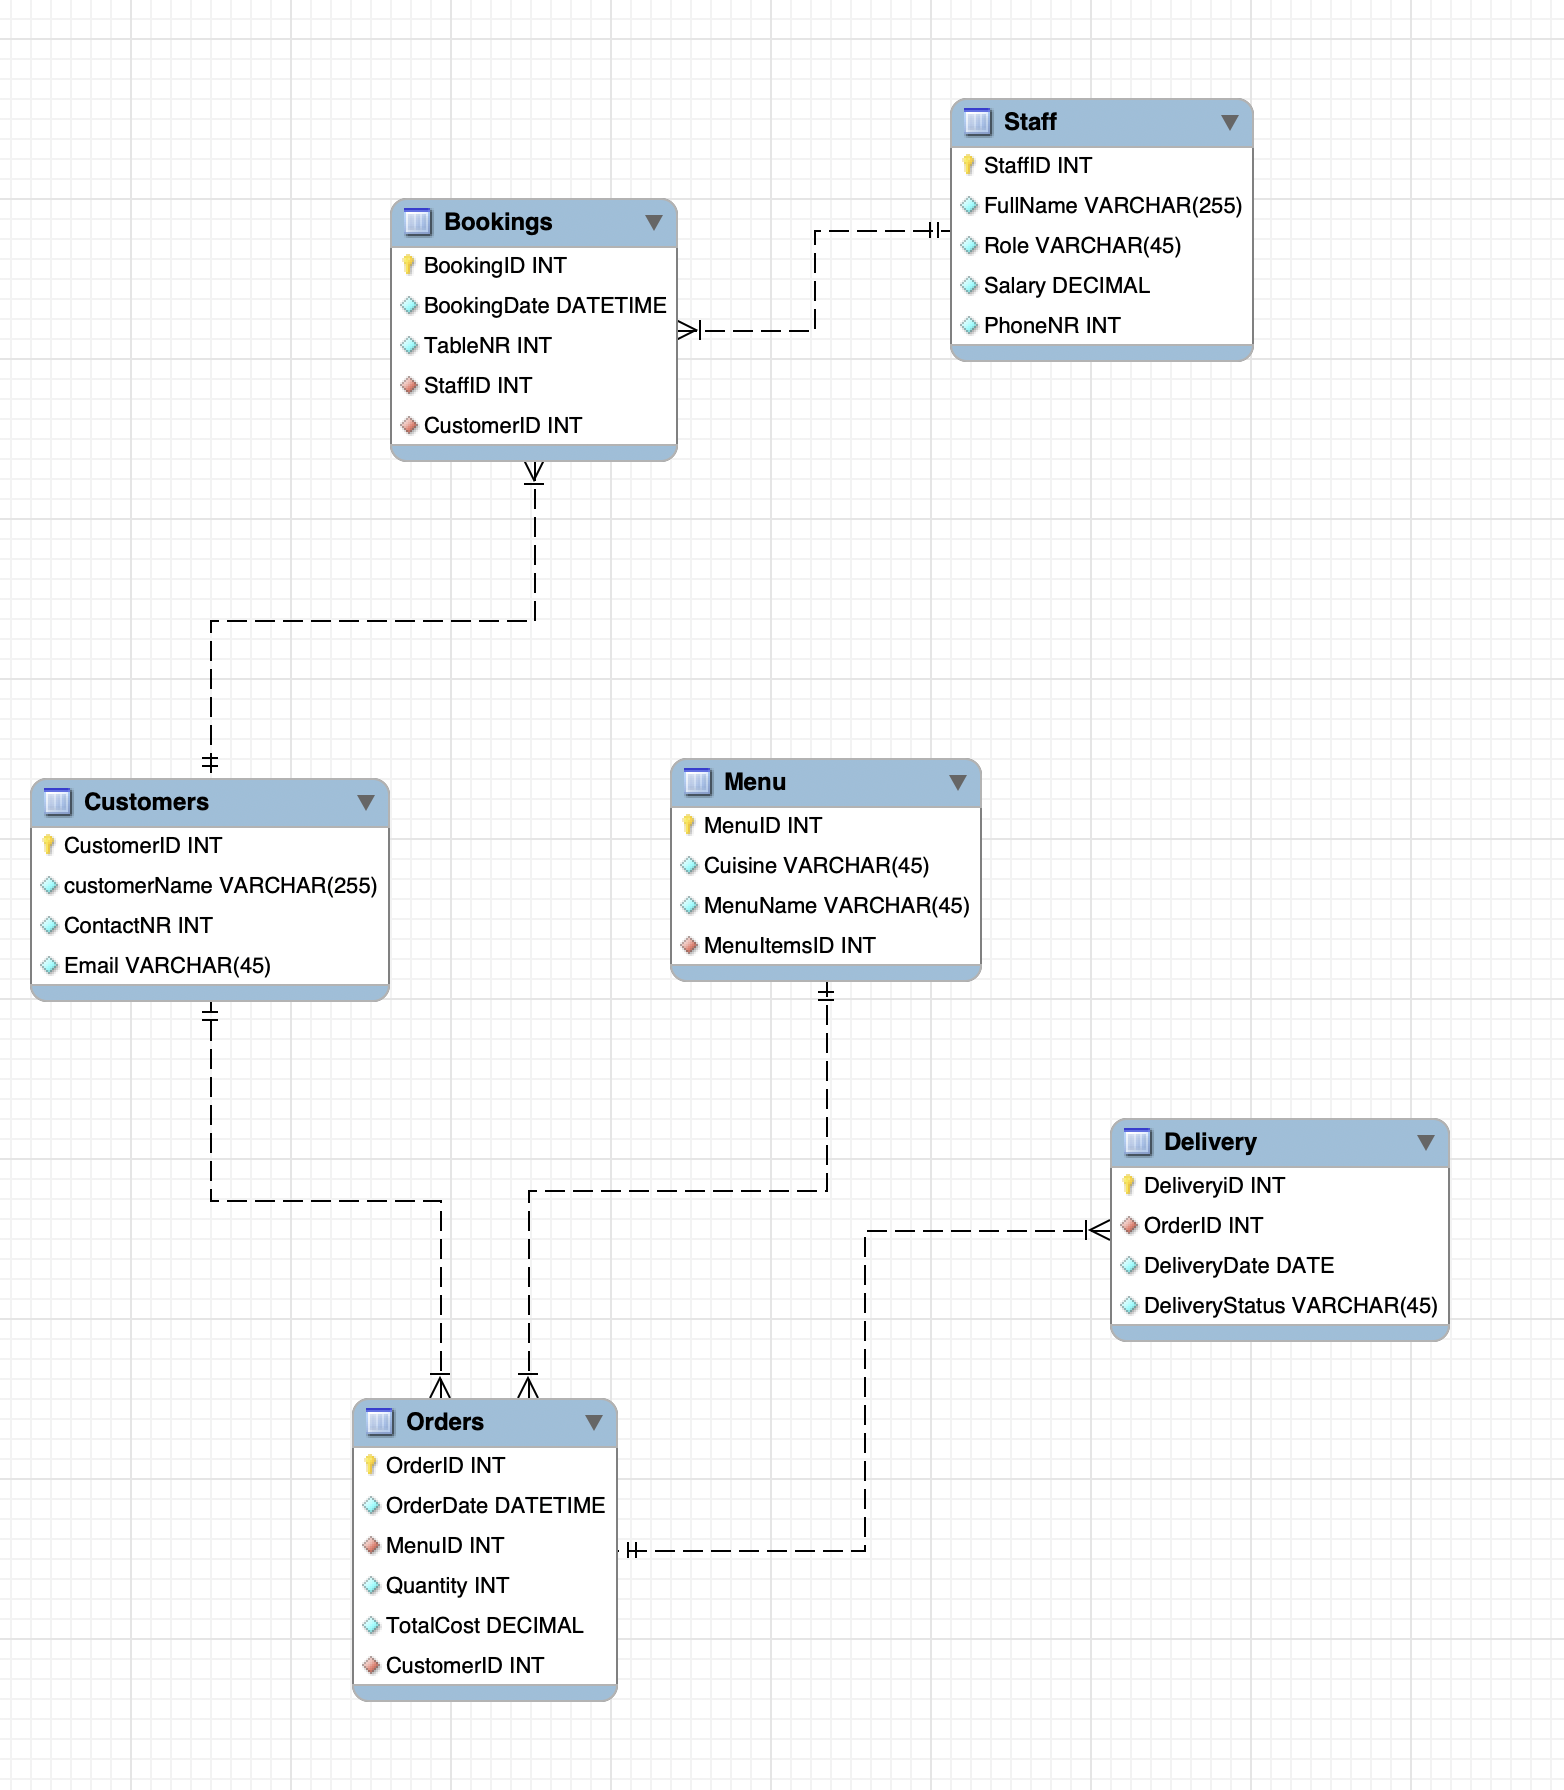 Staff
StaffID INT
FullName VARCHAR(255)
Role VARCHAR(45)
Salary DECIMAL
PhoneNR INT
Bookings
BookingID INT
BookingDate DATETIME
TableNR INT
StaffID INT
CustomerID INT
Customers
CustomerID INT
customerName VARCHAR(255)
ContactNR INT
Email VARCHAR(45)
Menu
MenuID INT
Cuisine VARCHAR(45)
MenuName VARCHAR(45)
MenuItemsID INT
Delivery
DeliveryiD INT
OrderID INT
DeliveryDate DATE
DeliveryStatus VARCHAR(45)
Orders
OrderID INT
OrderDate DATETIME
MenuID INT
Quantity INT
TotalCost DECIMAL
CustomerID INT